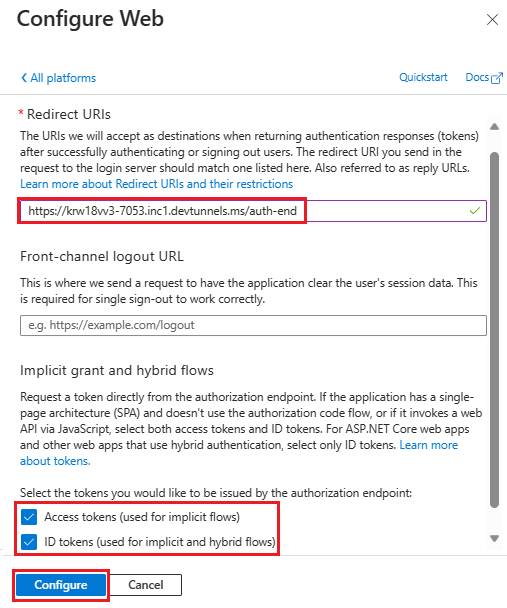 Configure Web
All platforms
Quickstart
Docs
* Redirect URIs
The URIs we will accept as destinations when returning authentication responses (tokens)
after successfully authenticating or signing out users. The redirect URI you send in the
request to the login server should match one listed here. Also referred to as reply URLs.
Learn more about Redirect URIs and their restrictions
https://krw18vv3-7053.inc1.devtunnels.ms/auth-end
Front-channel logout URL
This is where we send a request to have the application clear the user's session data. This
is required for single sign-out to work correctly.
e.g. https://example.com/logout
Implicit grant and hybrid flows
Request a token directly from the authorization endpoint. If the application has a single-
page architecture (SPA) and doesn't use the authorization code flow, or if it invokes a web
API via JavaScript, select both access tokens and ID tokens. For ASP.NET Core web apps
and other web apps that use hybrid authentication, select only ID tokens. Learn more
about tokens.
Select the tokens you would like to be issued by the authorization endpoint:
Access tokens (used for implicit flows)
ID tokens (used for implicit and hybrid flows)
Configure
Cancel